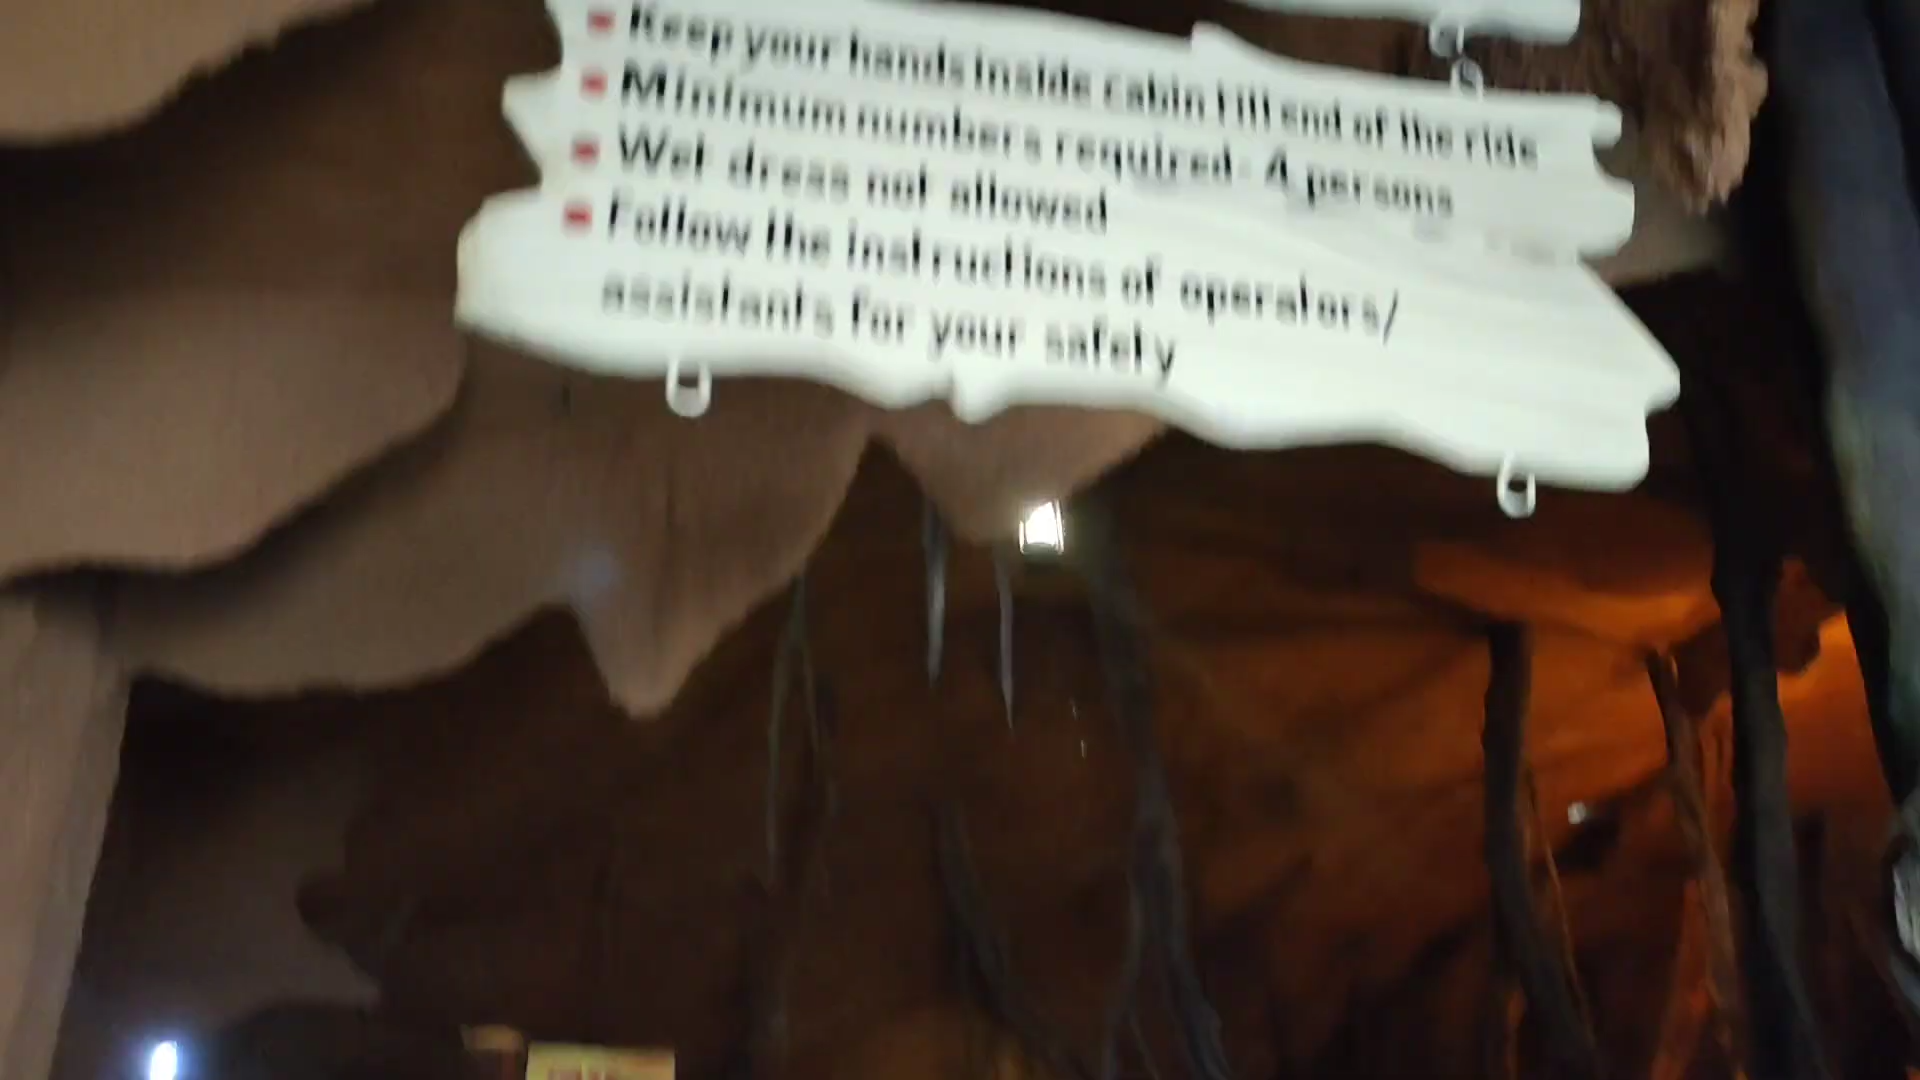 Keep your hands inside cabin till end of the ride
Minimum numbers required- 4 persons
Wet dress not allowed
Follow the instructions of operators/
assistants for your safety